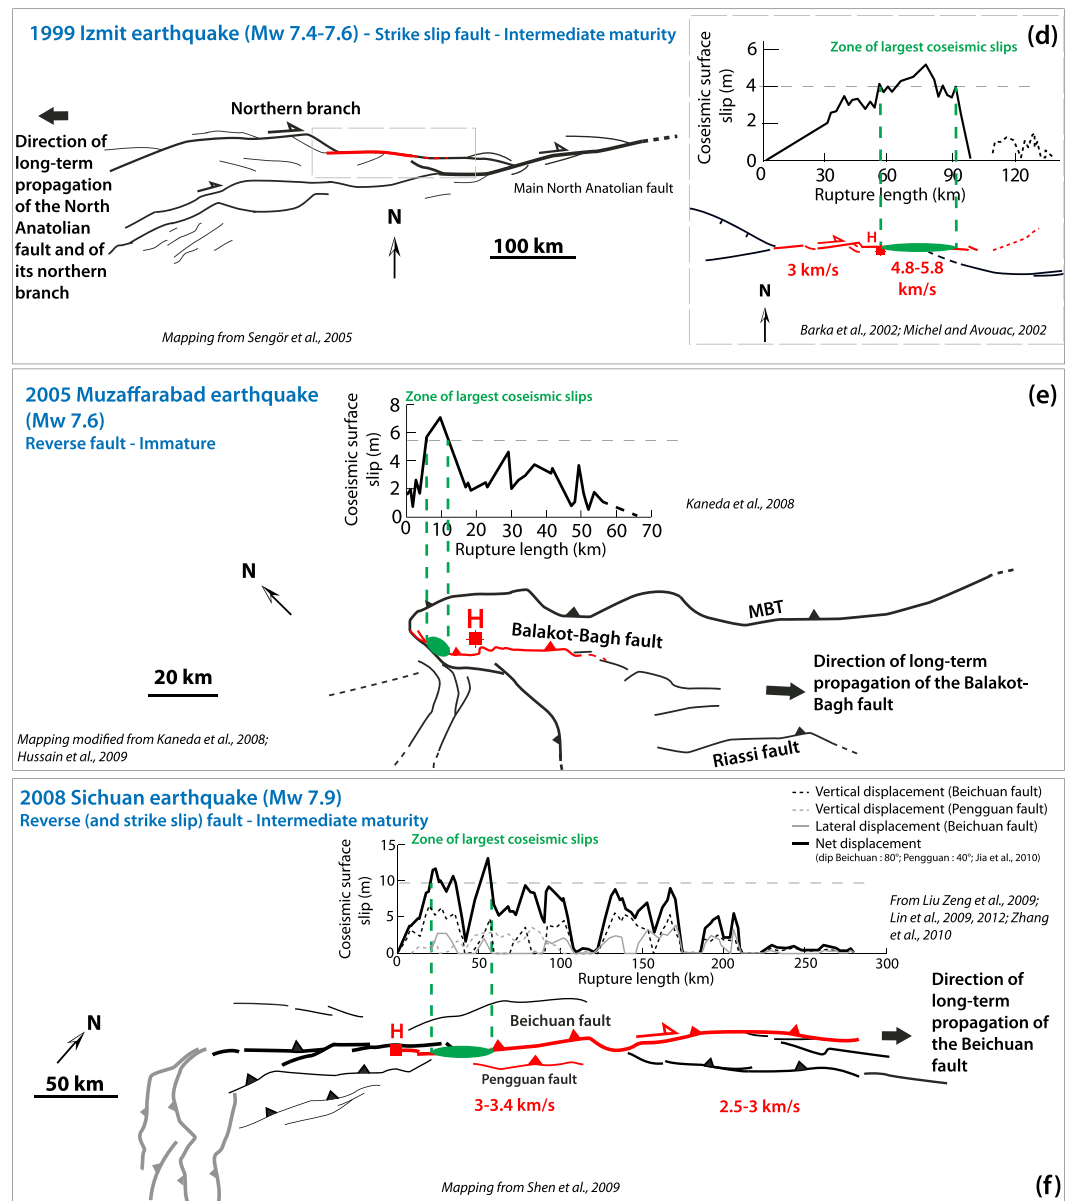 1999 Izmit earthquake (Mw 7.4-7.6) - Strike slip fault - Intermediate maturity
(d)
Northern branch
Direction of
long-term
propagation
of the North
Anatolian
fault and of
its northern
branch
Main North Anatolian fault
N
100 km
Mapping from Sengör et al., 2005
Zone of largest coseismic slips
Coseismic surface
slip (m)
6
4
2
0
0
30
60
90
120
Rupture length (km)
H
3 km/s
4.8-5.8
km/s
N
Barka et al., 2002; Michel and Avouac, 2002
2005 Muzaffarabad earthquake
(Mw 7.6)
Reverse fault - Immature
(e)
Zone of largest coseismic slips
Coseismic surface
slip (m)
8
6
4
2
0
0 10 20 30 40 50 60 70
Rupture length (km)
Kaneda et al., 2008
N
H
MBT
Balakot-Bagh fault
20 km
Direction of long-term
propagation of the Balakot-
Bagh fault
Riassi fault
Mapping modified from Kaneda et al., 2008;
Hussain et al., 2009
2008 Sichuan earthquake (Mw 7.9)
Reverse (and strike slip) fault - Intermediate maturity
Vertical displacement (Beichuan fault)
Vertical displacement (Pengguan fault)
Lateral displacement (Beichuan fault)
Net displacement
(dip Beichuan : 80°; Pengguan : 40°; Jia et al., 2010)
Zone of largest coseismic slips
Coseismic surface
slip (m)
15
10
5
0
0 50 100 150 200 250 300
Rupture length (km)
From Liu Zeng et al., 2009;
Lin et al., 2009, 2012; Zhang
et al., 2010
N
H
Beichuan fault
Direction of
long-term
propagation of
the Beichuan
fault
50 km
Pengguan fault
3-3.4 km/s
2.5-3 km/s
Mapping from Shen et al., 2009
(f)